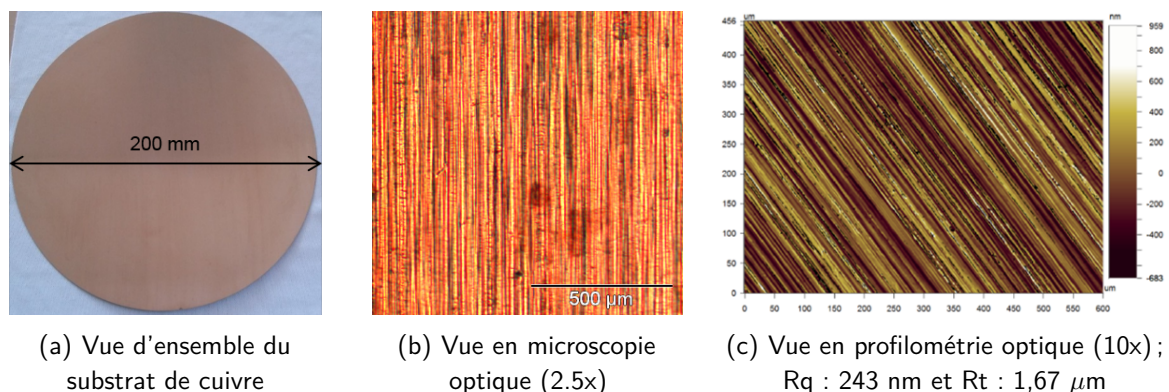 200 mm
500 µm
um
456
400
350
300
250
200
150
100
50
0
0 50 100 150 200 250 300 350 400 450 500 550 600
um
nm
959
800
600
400
200
0
-200
-400
-683
(a) Vue d'ensemble du
substrat de cuivre
(b) Vue en microscopie
optique (2.5x)
(c) Vue en profilométrie optique (10x) ;
Rq : 243 nm et Rt : 1,67 µm